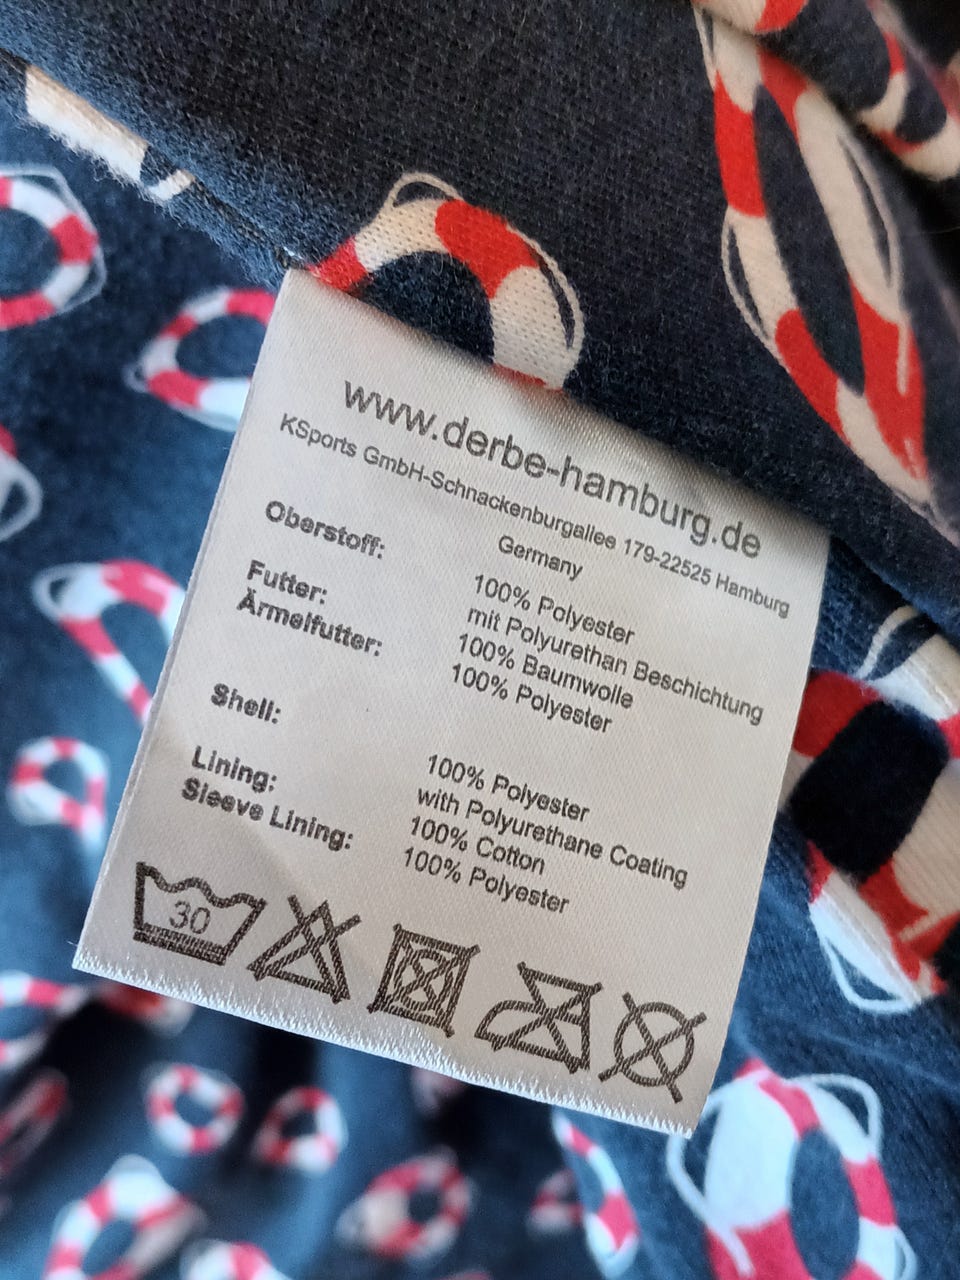 www.derbe-hamburg.de
KSports GmbH-Schnackenburgallee 179-22525 Hamburg
Germany
Oberstoff: 100% Polyester
mit Polyurethan Beschichtung
Futter: 100% Baumwolle
Ärmelfutter: 100% Polyester
Shell: 100% Polyester
with Polyurethane Coating
Lining: 100% Cotton
Sleeve Lining: 100% Polyester
30